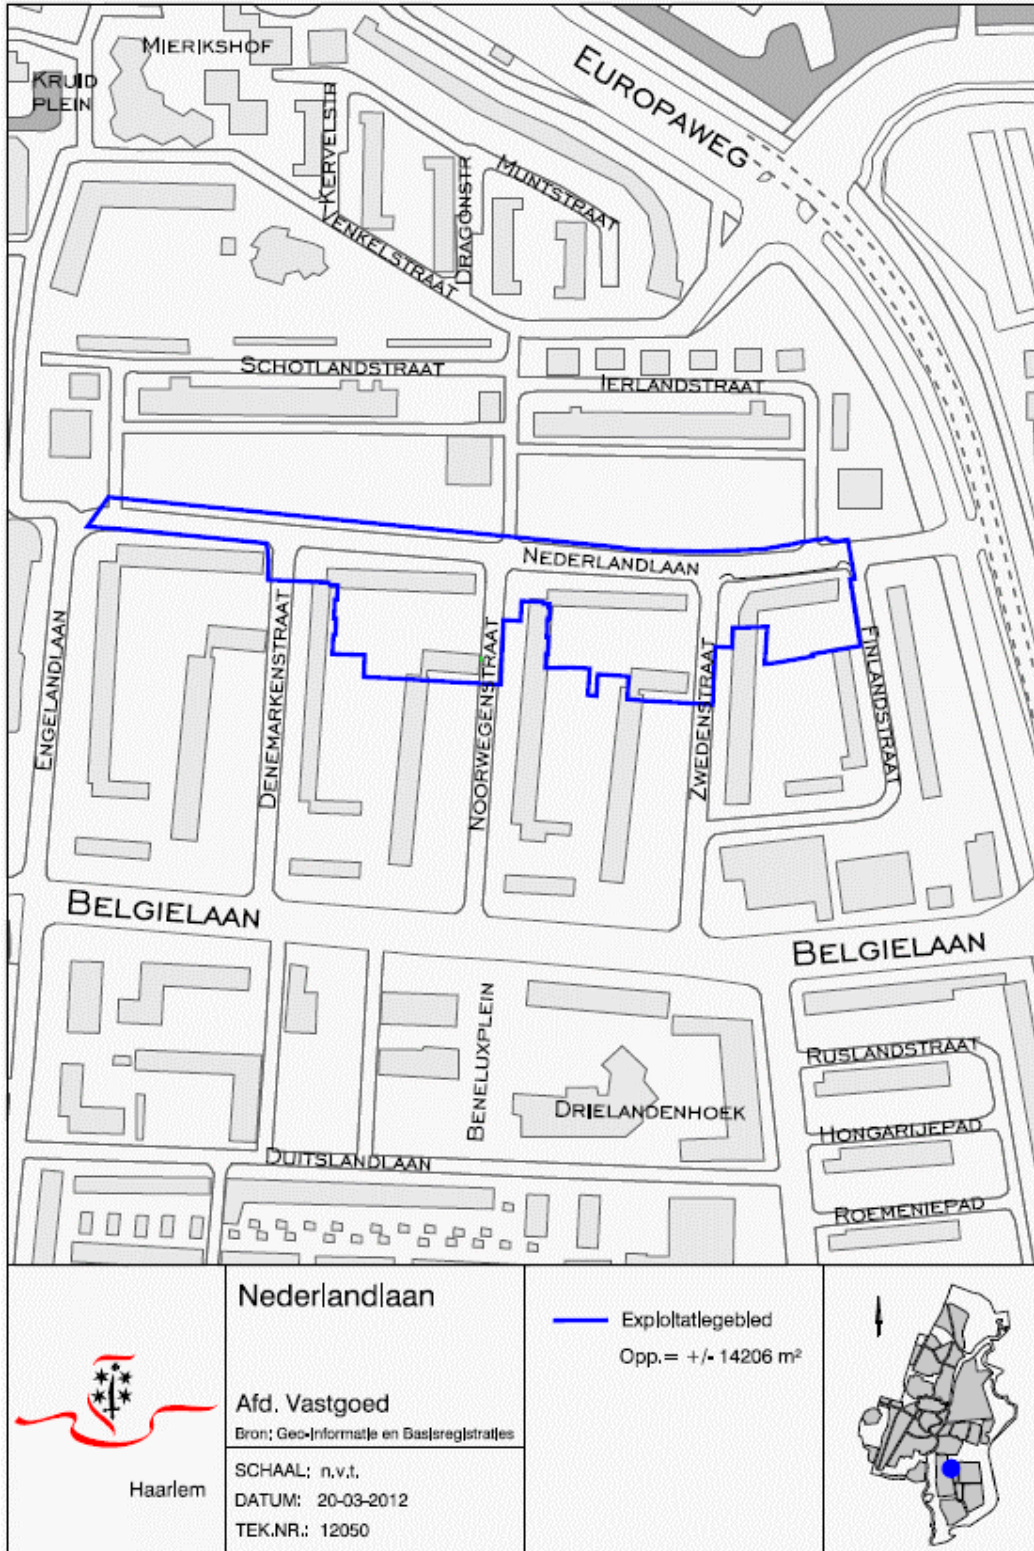 MIERIKSHOF
KRUID
PLEIN
EUROPAWEG
KERVELSTR
DRAGONSTR
MUNTSTRAAT
VENKELSTRAAT
SCHOTLANDSTRAAT
IERLANDSTRAAT
NEDERLANDLAAN
ENGELANDLAAN
DENEMARKENSTRAAT
NOORWEGENSTRAAT
ZWEDENSTRAAT
FINLANDSTRAAT
BELGIELAAN
BELGIELAAN
BENELUXPLEIN
RUSLANDSTRAAT
DRIELANDENHOEK
HONGARIJEPAD
DUITSLANDLAAN
ROEMENIEPAD
Nederlandlaan
Exploitatiegebied
Opp.= +/- 14206 m²
Afd. Vastgoed
Bron: Geo-Informatie en Basisregistraties
Haarlem
SCHAAL: n.v.t.
DATUM: 20-03-2012
TEK.NR.: 12050